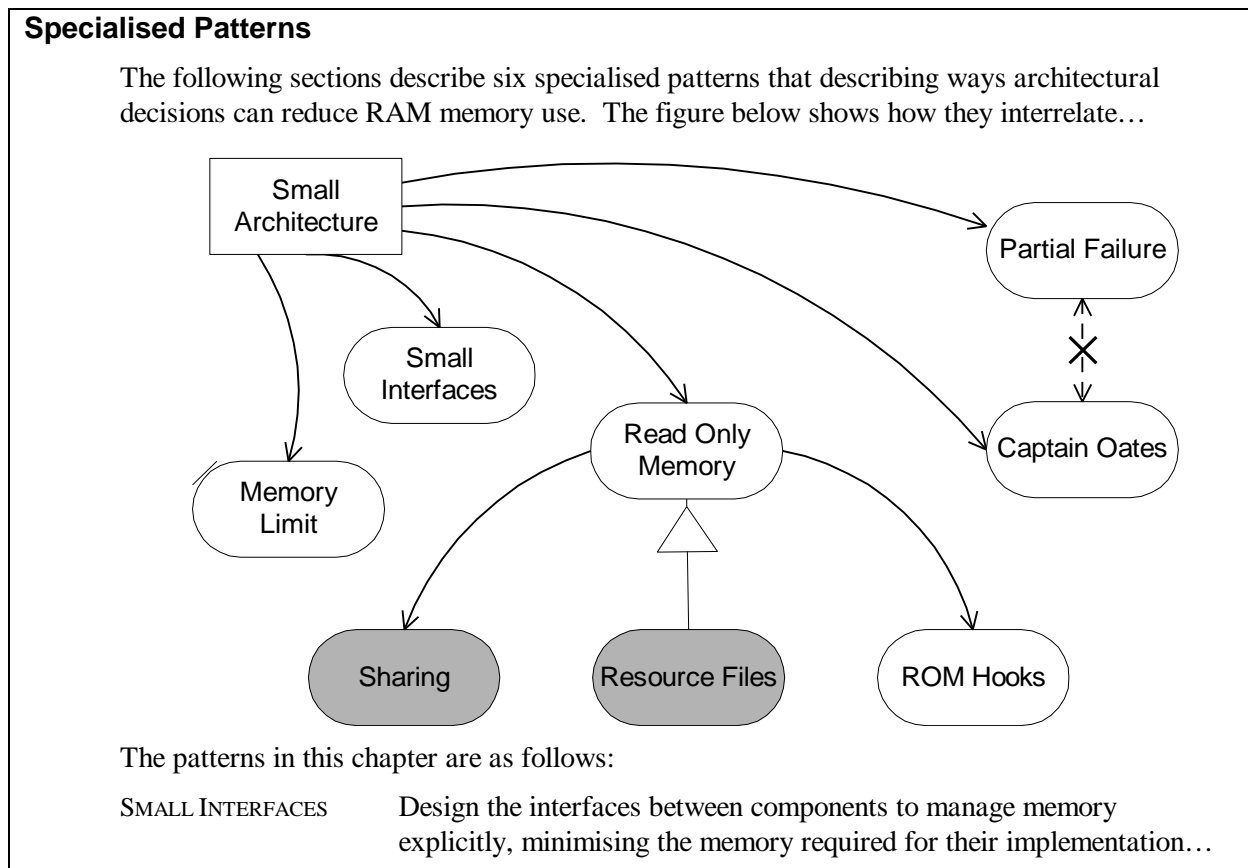 Specialised Patterns
The following sections describe six specialised patterns that describing ways architectural
decisions can reduce RAM memory use. The figure below shows how they interrelate…
Small
Architecture
Partial Failure
Small
Interfaces
Read Only
Memory
Captain Oates
Memory
Limit
Sharing
Resource Files
ROM Hooks
The patterns in this chapter are as follows:
SMALL INTERFACES Design the interfaces between components to manage memory
explicitly, minimising the memory required for their implementation…